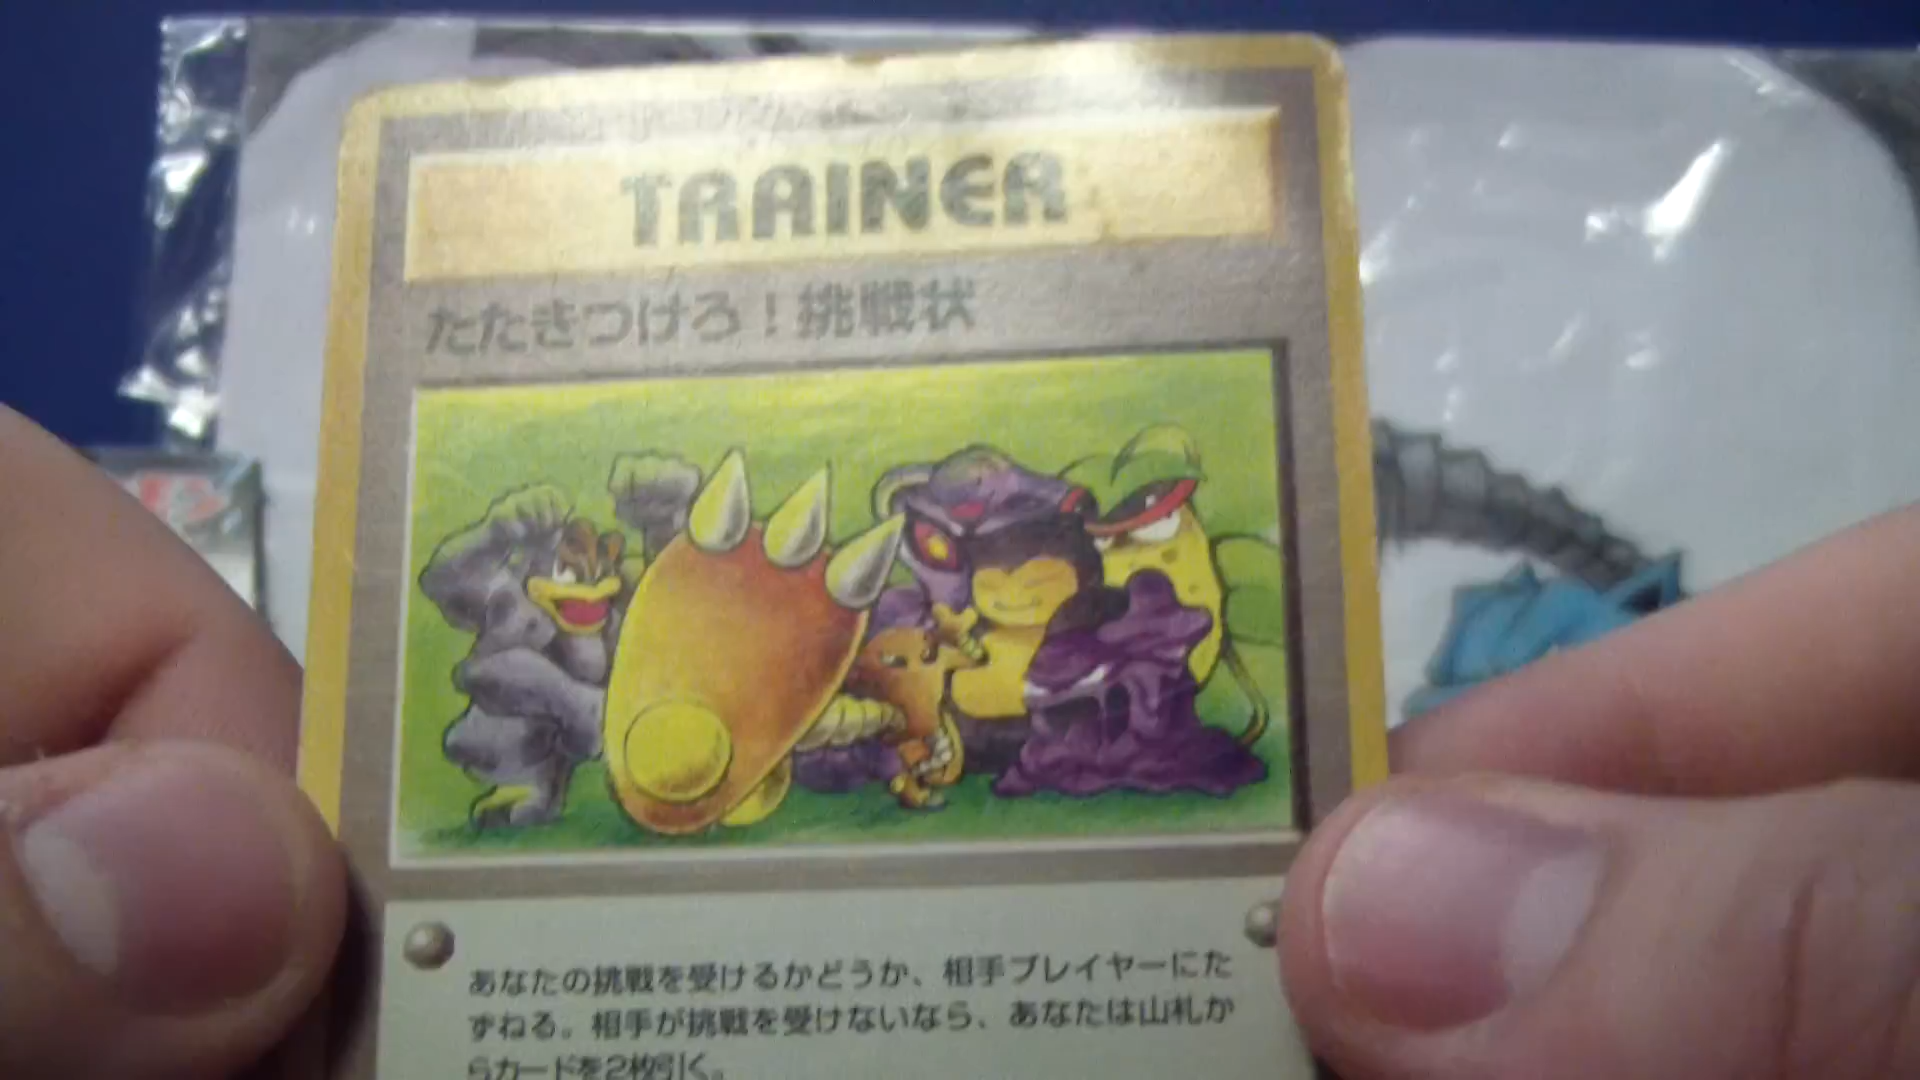 TRAINER
たたきつけろ！挑戦状
あなたの挑戦を受けるかどうか、相手プレイヤーにた
ずねる。相手が挑戦を受けないなら、あなたは山札か
らカードを2枚引く。